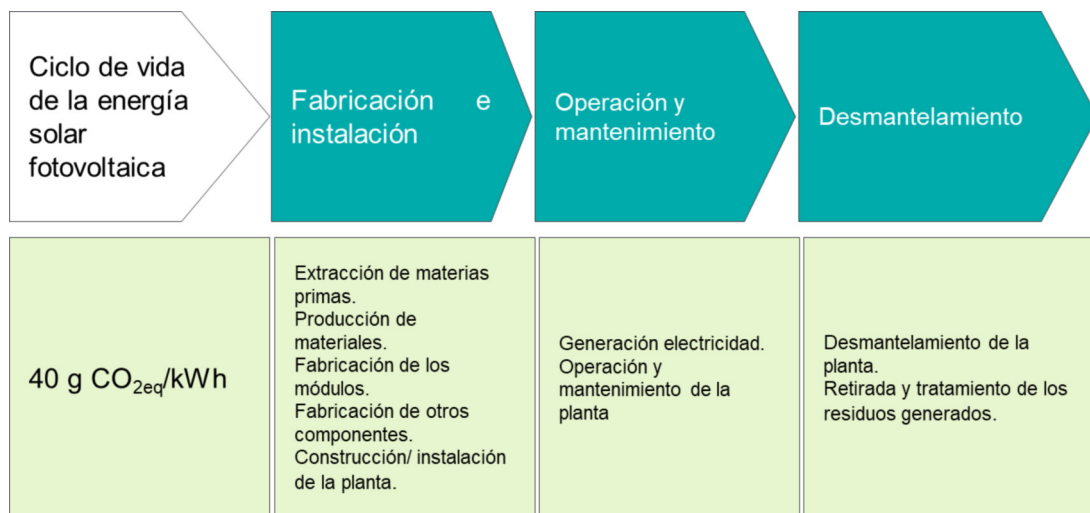 Ciclo de vida
de la energía
solar
fotovoltaica
Fabricación e
instalación
Operación y
mantenimiento
Desmantelamiento
40 g CO₂eq/kWh
Extracción de materias
primas.
Producción de
materiales.
Fabricación de los
módulos.
Fabricación de otros
componentes.
Construcción/ instalación
de la planta.
Generación electricidad.
Operación y
mantenimiento de la
planta
Desmantelamiento de la
planta.
Retirada y tratamiento de los
residuos generados.